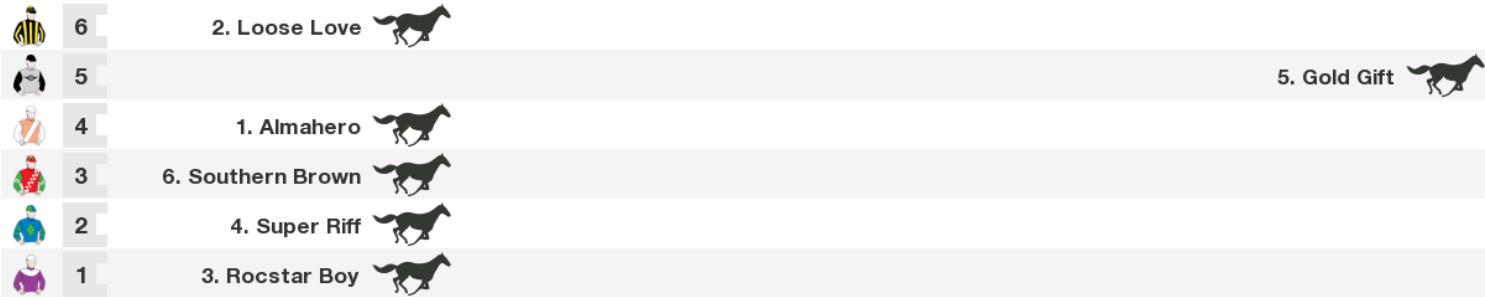 6 2. Loose Love
5 5. Gold Gift
4 1. Almahero
3 6. Southern Brown
2 4. Super Riff
1 3. Rocstar Boy